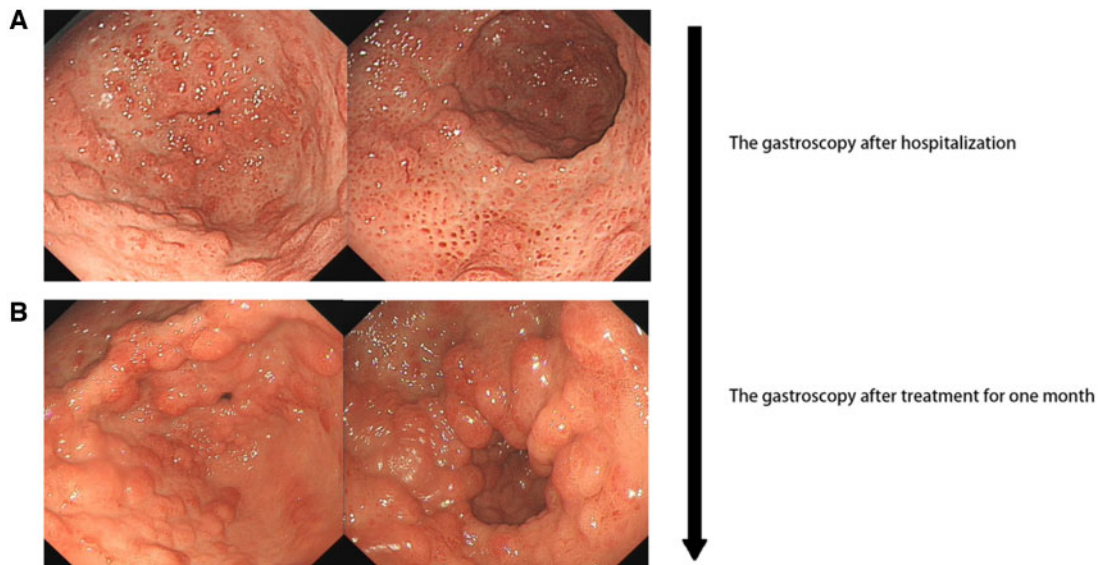 A
The gastroscopy after hospitalization
B
The gastroscopy after treatment for one month